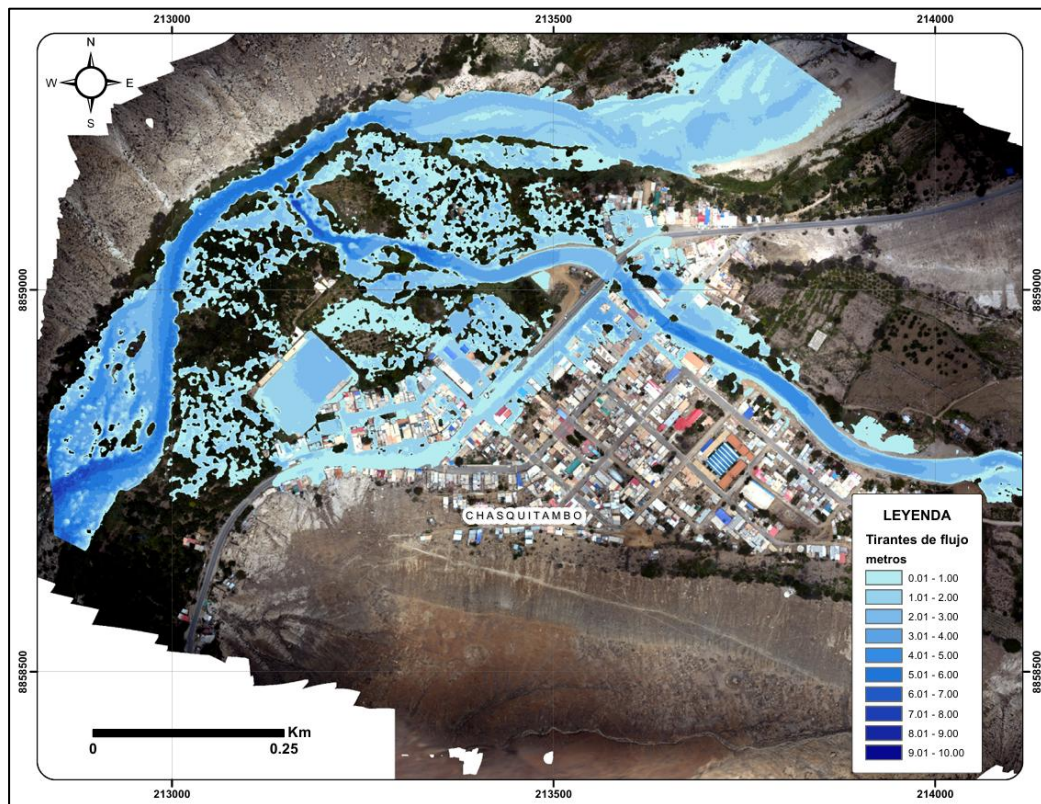 213000
213500
214000
N
W
E
S
8859000
8859000
CHASQUITAMBO
LEYENDA
Tirantes de flujo
metros
0.01 - 1.00
1.01 - 2.00
2.01 - 3.00
3.01 - 4.00
4.01 - 5.00
5.01 - 6.00
6.01 - 7.00
7.01 - 8.00
8.01 - 9.00
9.01 - 10.00
8858500
8858500
Km
0
0.25
213000
213500
214000